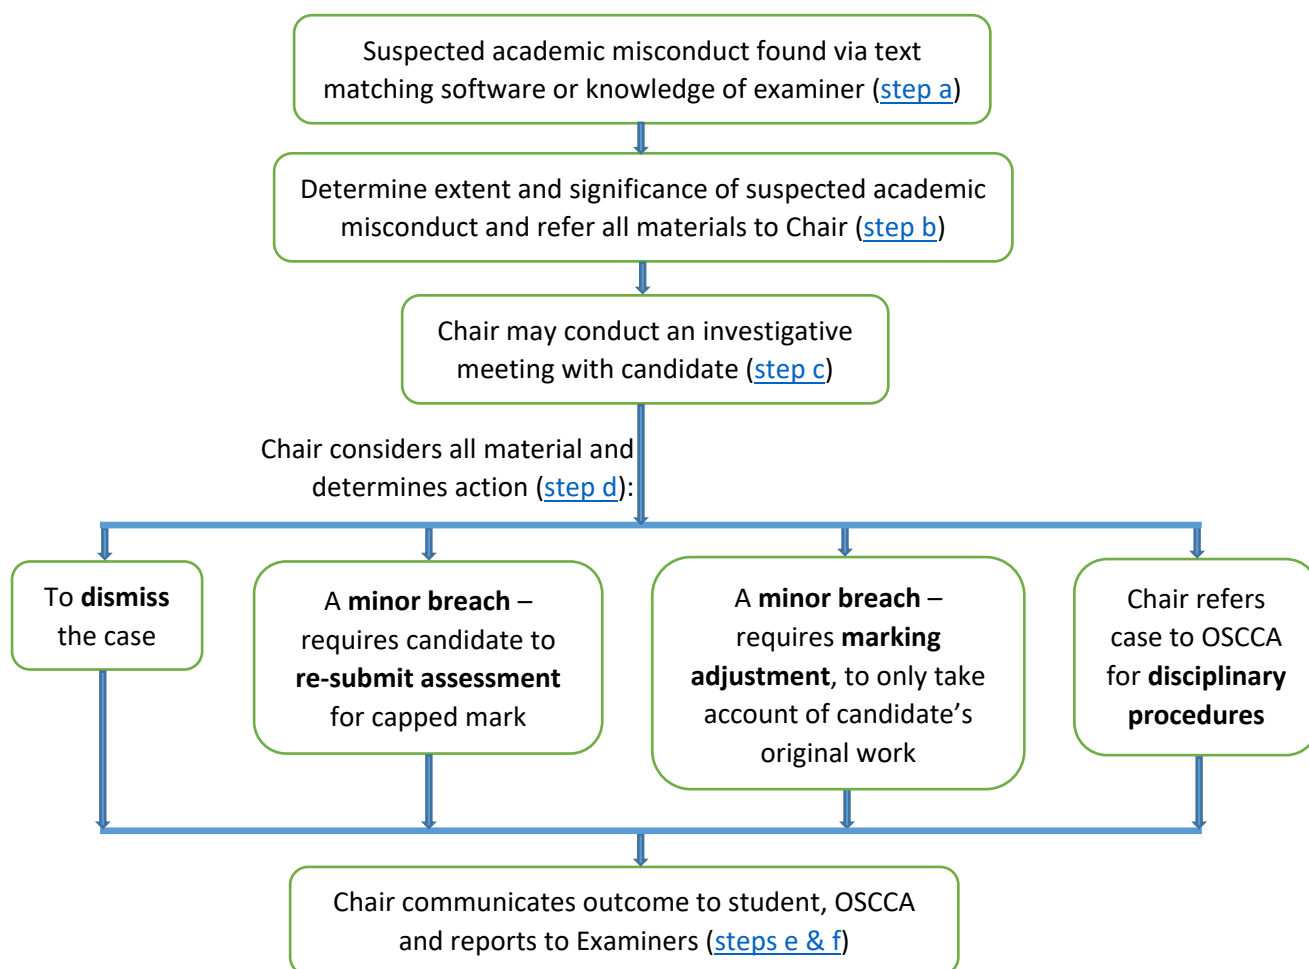 Suspected academic misconduct found via text
matching software or knowledge of examiner (step a)
Determine extent and significance of suspected academic
misconduct and refer all materials to Chair (step b)
Chair may conduct an investigative
meeting with candidate (step c)
Chair considers all material and
determines action (step d):
To dismiss
the case
A minor breach –
requires candidate to
re-submit assessment
for capped mark
A minor breach –
requires marking
adjustment, to only take
account of candidate’s
original work
Chair refers
case to OSCCA
for disciplinary
procedures
Chair communicates outcome to student, OSCCA
and reports to Examiners (steps e & f)